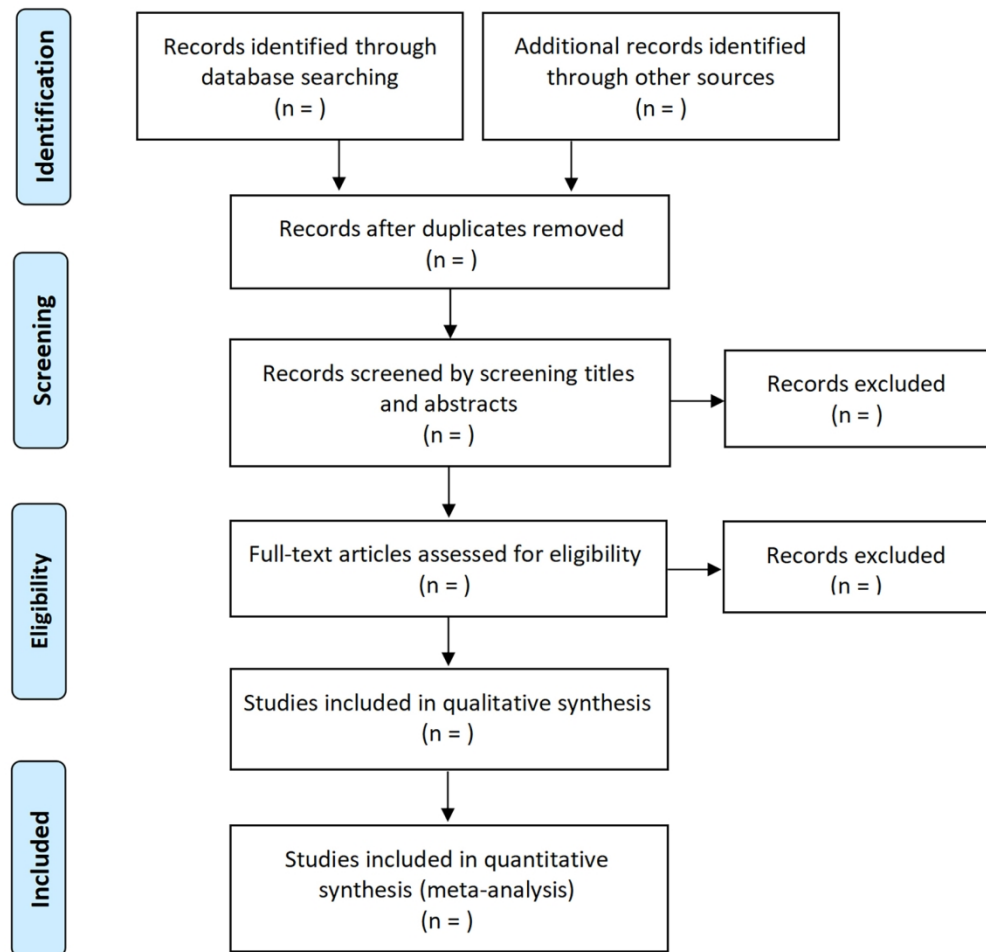 Identification
Records identified through
database searching
(n = )
Additional records identified
through other sources
(n = )
Records after duplicates removed
(n = )
Screening
Records screened by screening titles
and abstracts
(n = )
Records excluded
(n = )
Eligibility
Full-text articles assessed for eligibility
(n = )
Records excluded
(n = )
Studies included in qualitative synthesis
(n = )
Included
Studies included in quantitative
synthesis (meta-analysis)
(n = )